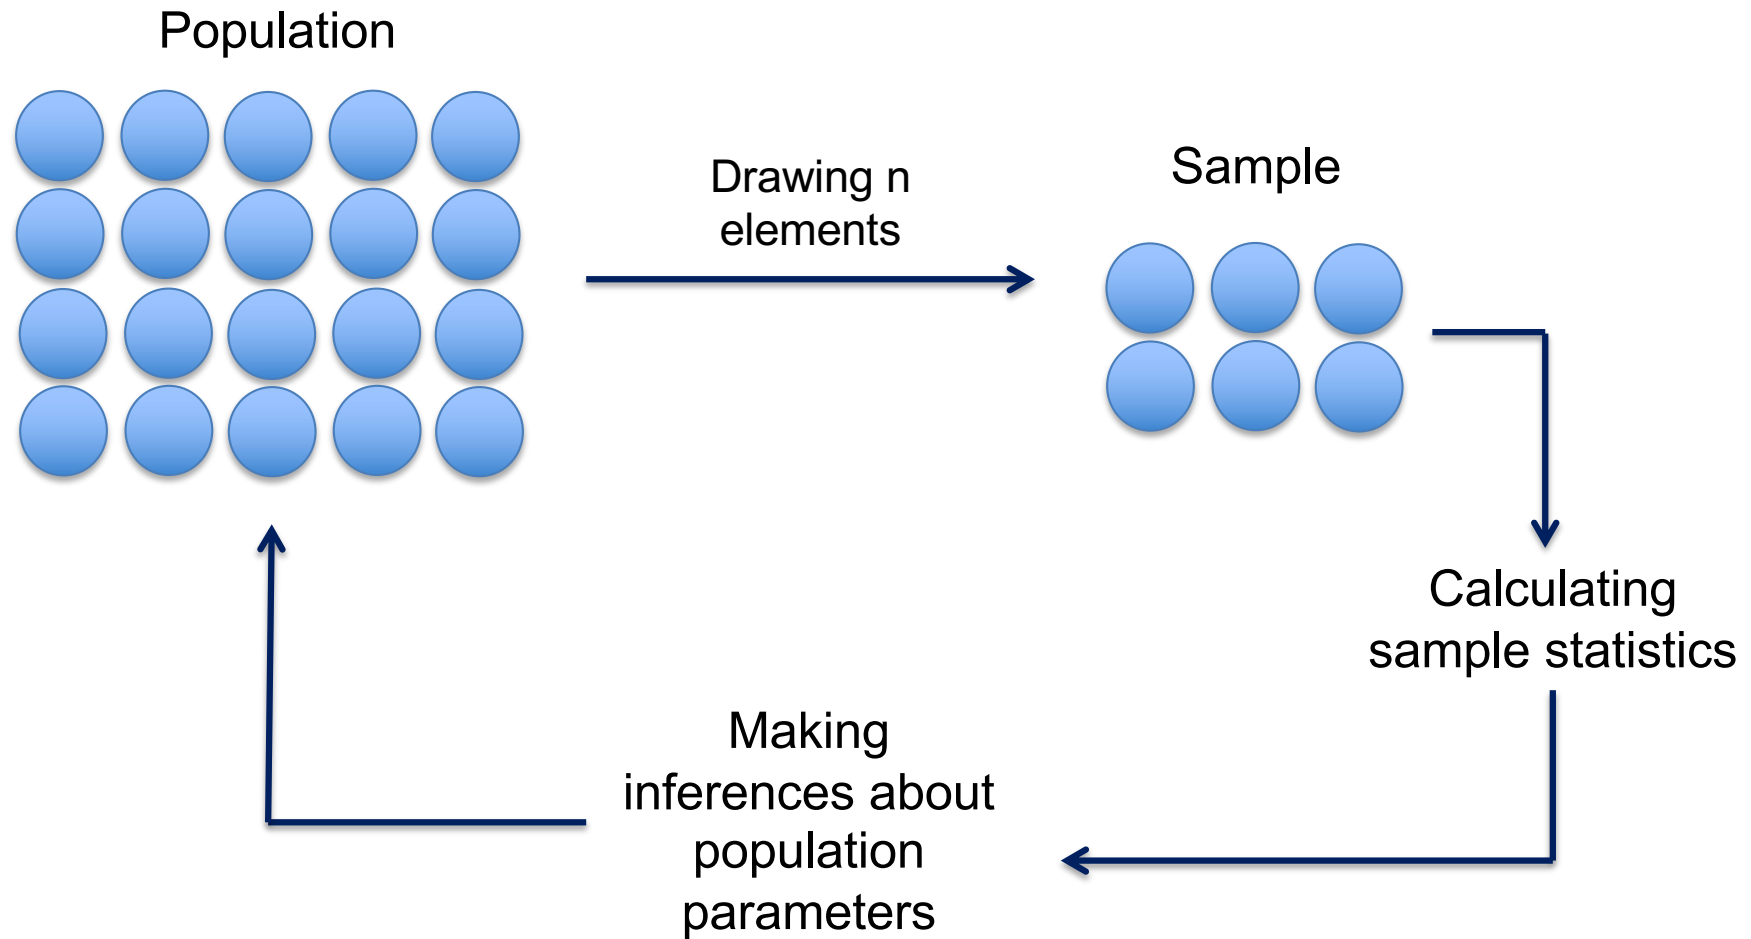 Population
Drawing n
elements
Sample
Calculating
sample statistics
Making
inferences about
population
parameters